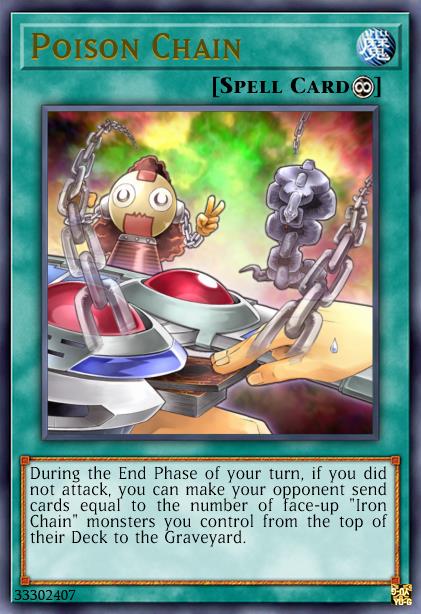 Poison Chain
魔
[Spell Card∞]
During the End Phase of your turn, if you did
not attack, you can make your opponent send
cards equal to the number of face-up "Iron
Chain" monsters you control from the top of
their Deck to the Graveyard.
33302407